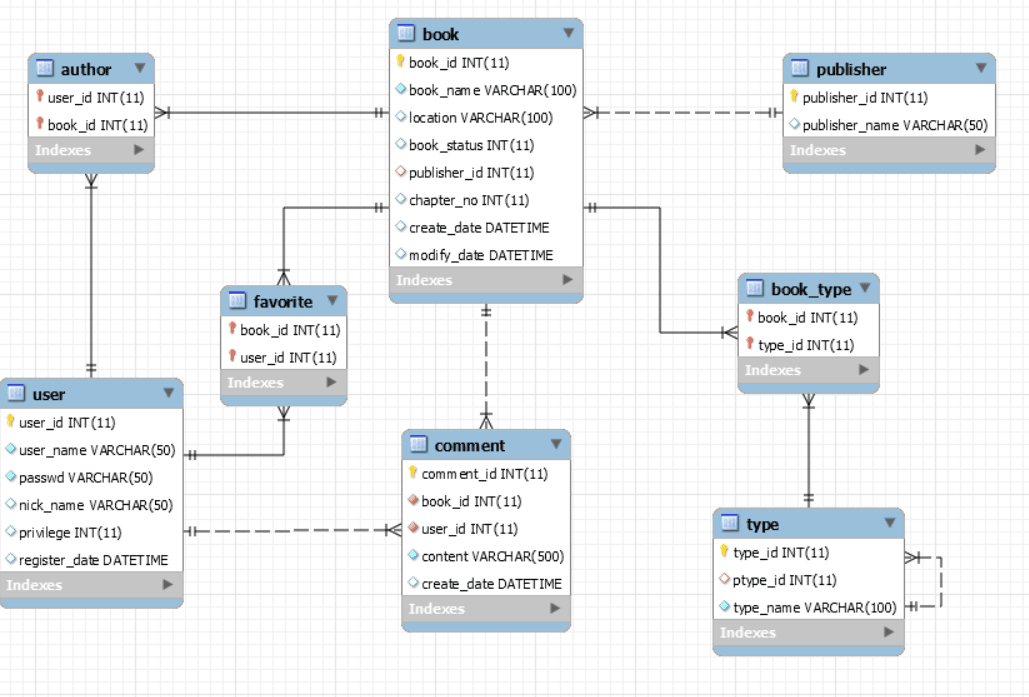 book
book_id INT(11)
book_name VARCHAR(100)
location VARCHAR(100)
book_status INT(11)
publisher_id INT(11)
chapter_no INT(11)
create_date DATETIME
modify_date DATETIME
Indexes
author
user_id INT(11)
book_id INT(11)
Indexes
publisher
publisher_id INT(11)
publisher_name VARCHAR(50)
Indexes
favorite
book_id INT(11)
user_id INT(11)
Indexes
book_type
book_id INT(11)
type_id INT(11)
Indexes
user
user_id INT(11)
user_name VARCHAR(50)
passwd VARCHAR(50)
nick_name VARCHAR(50)
privilege INT(11)
register_date DATETIME
Indexes
comment
comment_id INT(11)
book_id INT(11)
user_id INT(11)
content VARCHAR(500)
create_date DATETIME
Indexes
type
type_id INT(11)
ptype_id INT(11)
type_name VARCHAR(100)
Indexes